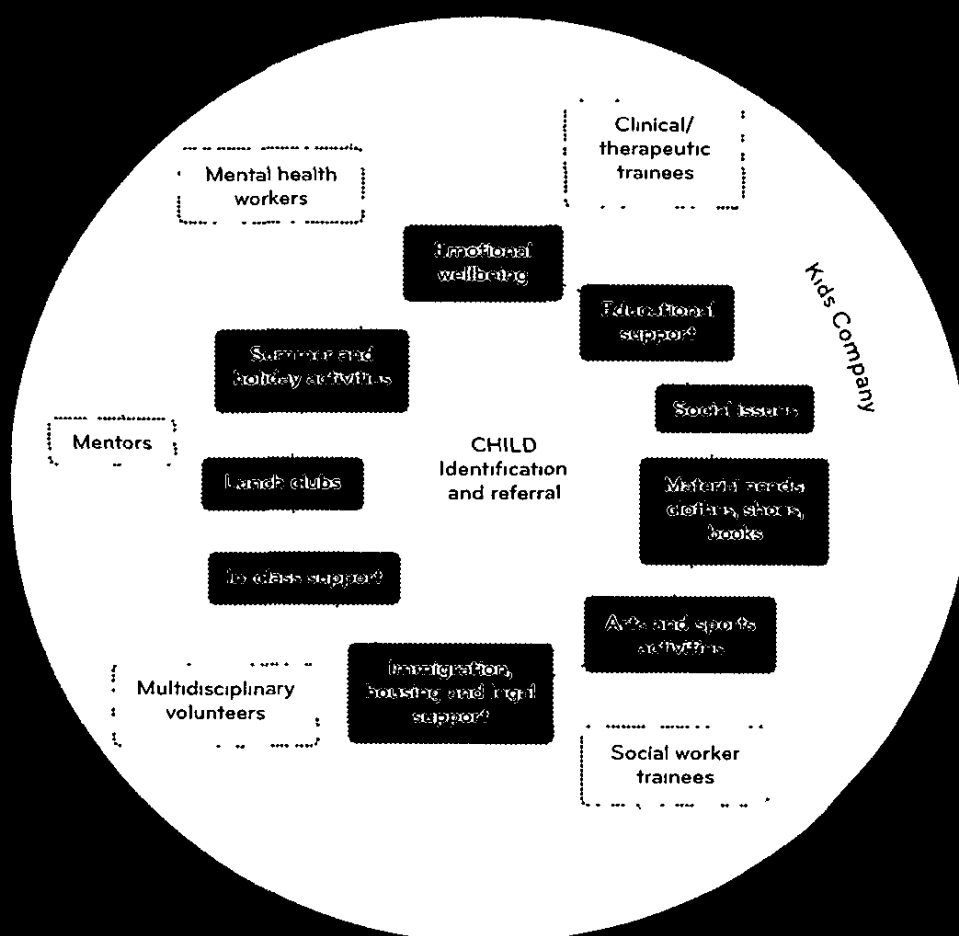 Clinical/
therapeutic
trainees
Mental health
workers
Emotional
wellbeing
Kids Company
Educational
support
Summer and
holiday activities
Social issues
Mentors
CHILD
Identification
and referral
Lunch clubs
Material needs
clothes, shoes,
books
In class support
Arts and sports
activities
Immigration,
housing and legal
support
Multidisciplinary
volunteers
Social worker
trainees